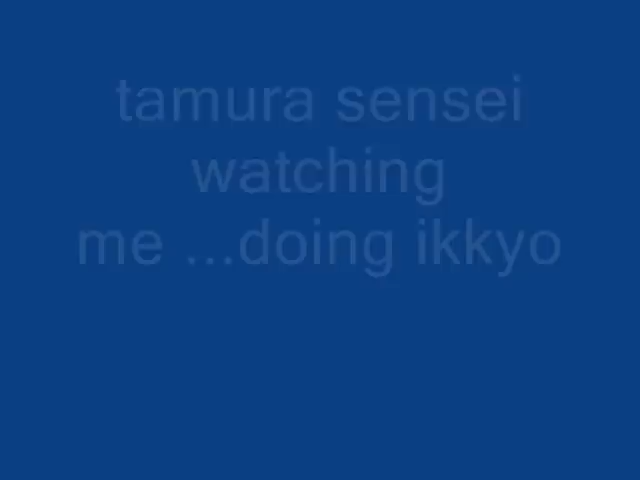 tamura sensei
watching
me ...doing ikkyo